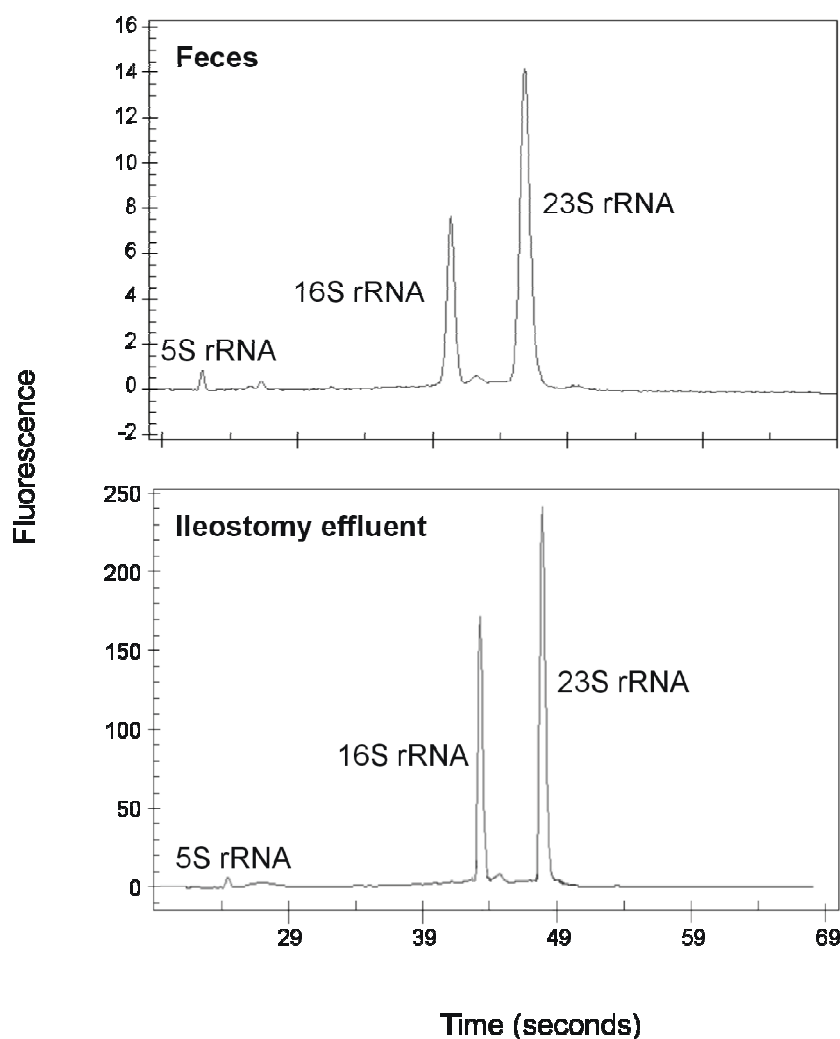 16
Feces
14
12
10
23S rRNA
8
6
16S rRNA
4
2
5S rRNA
0
-2
Fluorescence
250
Ileostomy effluent
200
150
23S rRNA
100
16S rRNA
50
5S rRNA
0
29 39 49 59 69
Time (seconds)